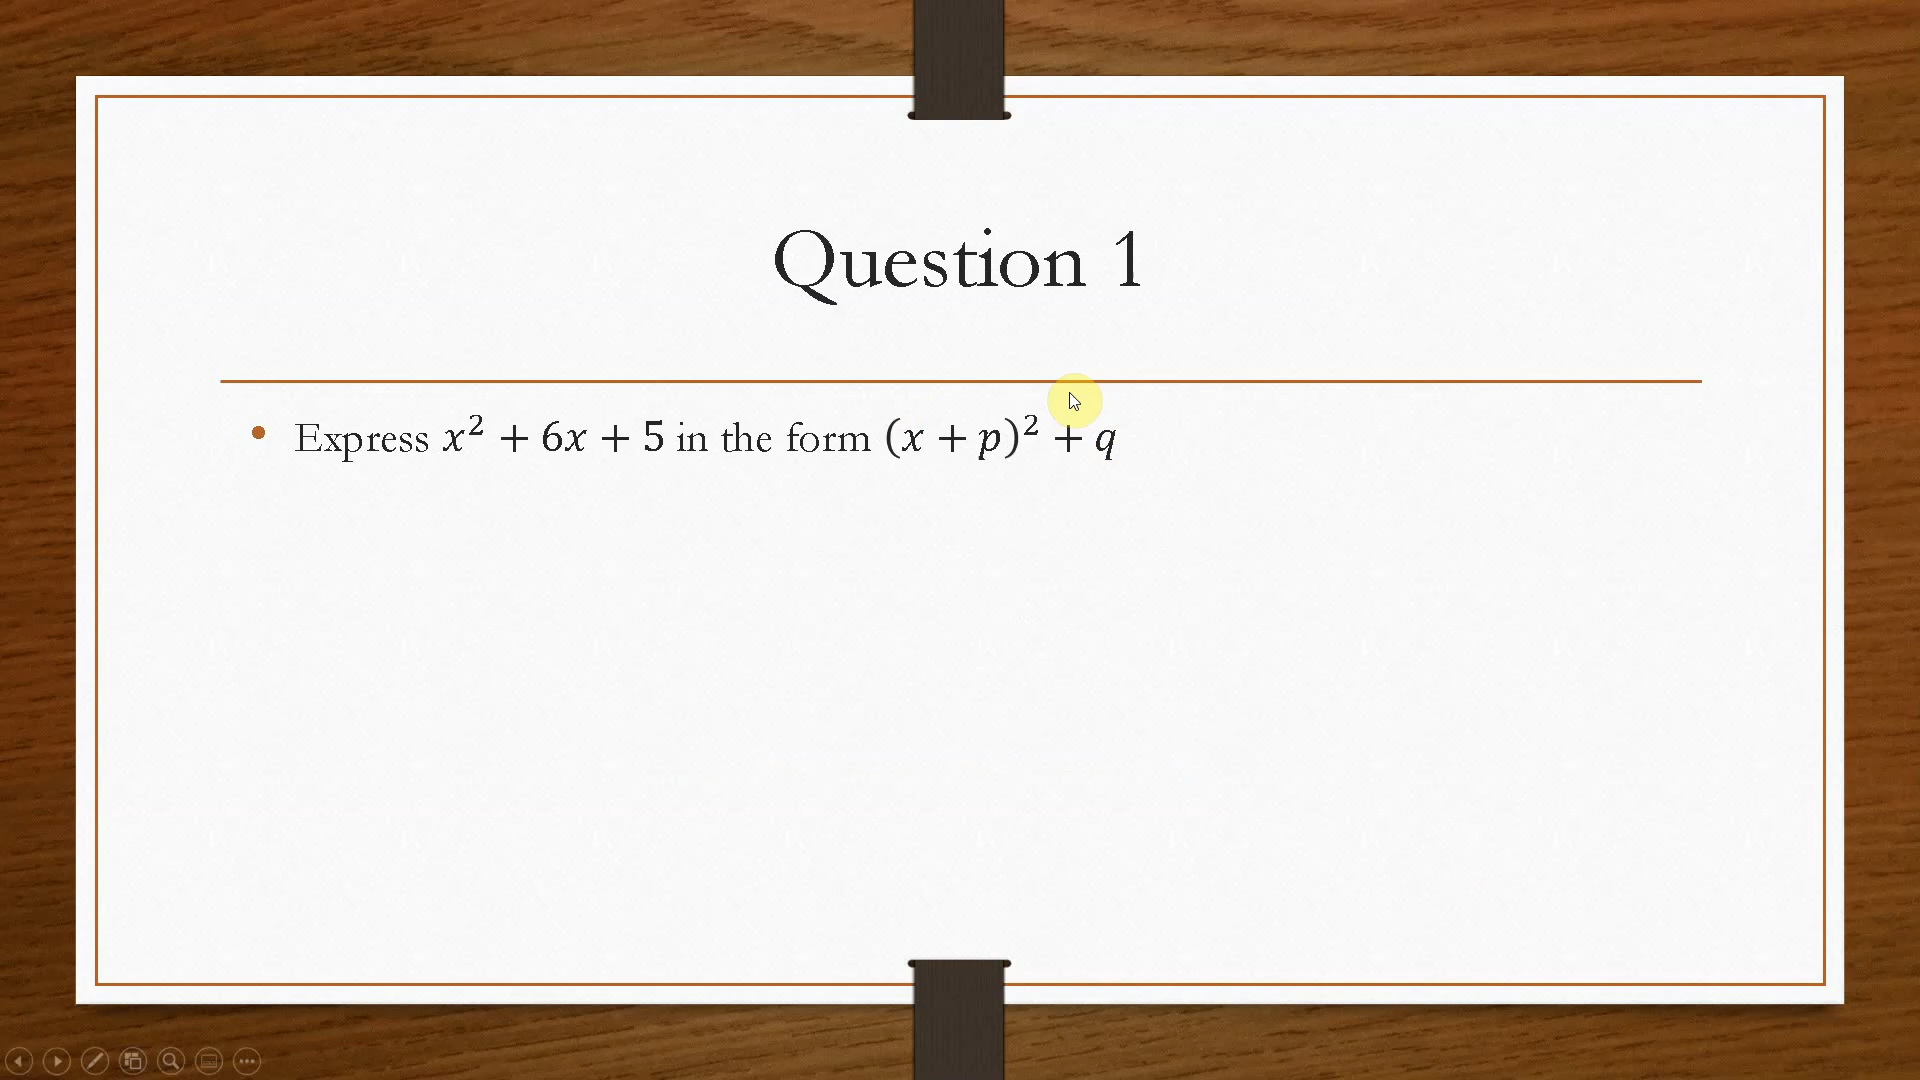 Question 1
• Express x² + 6x + 5 in the form (x + p)² + q